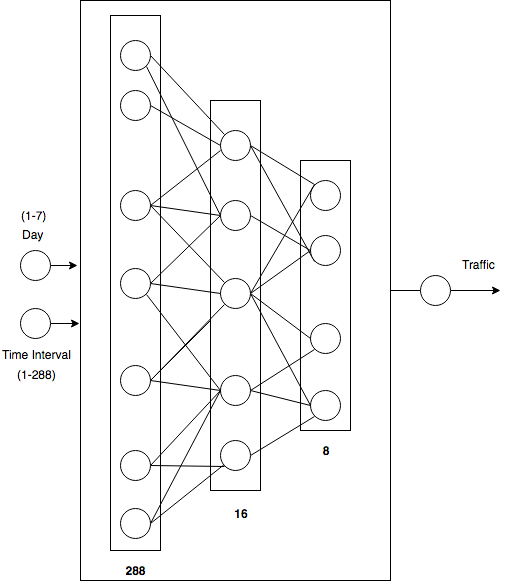 (1-7)
Day
Traffic
Time Interval
(1-288)
8
16
288